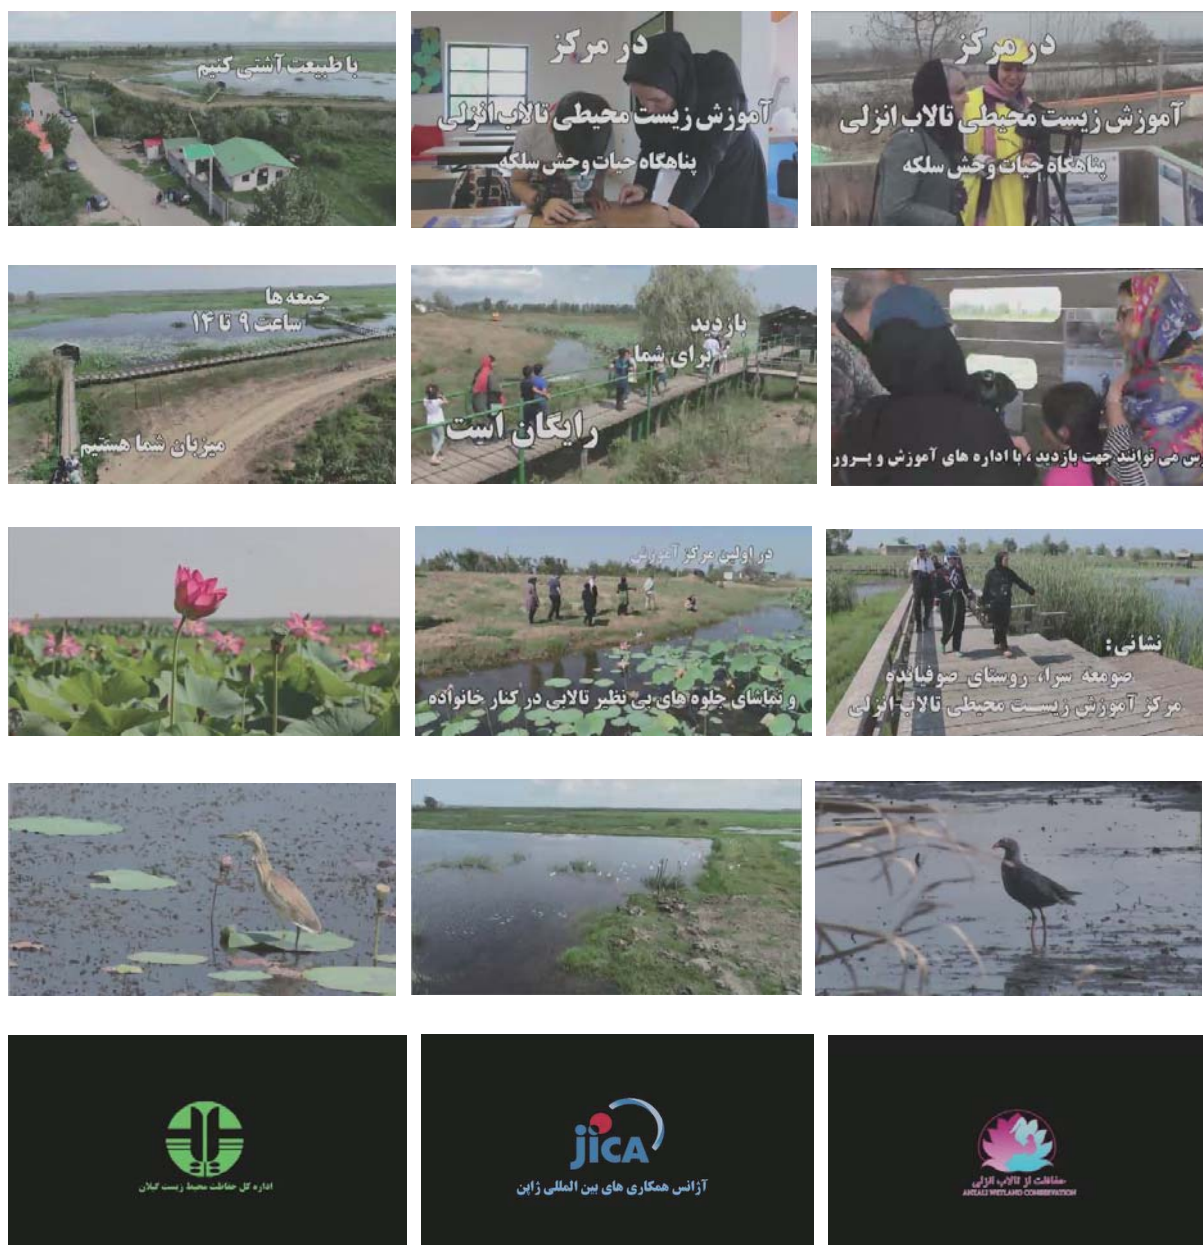 با طبیعت آشتی کنیم
در مرکز
آموزش زیست محیطی تالاب انزلی
پناهگاه حیات وحش سلکه
در مرکز
آموزش زیست محیطی تالاب انزلی
پناهگاه حیات وحش سلکه
جمعه ها
ساعت ۹ تا ۱۴
میزبان شما هستیم
بازدید
برای شما
رایگان است
می توانند جهت بازدید ، با اداره های آموزش و
در اولین مرکز آموزش
و تماشای جلوه های بی نظیر تالابی در کنار خانواده
نشانی:
صومعه سرا، روستای صوفیانده
مرکز آموزش زیست محیطی تالاب انزلی
اداره کل حفاظت محیط زیست گیلان
JICA
آژانس همکاری های بین المللی ژاپن
حفاظت از تالاب انزلی
ANZALI WETLAND CONSERVATION